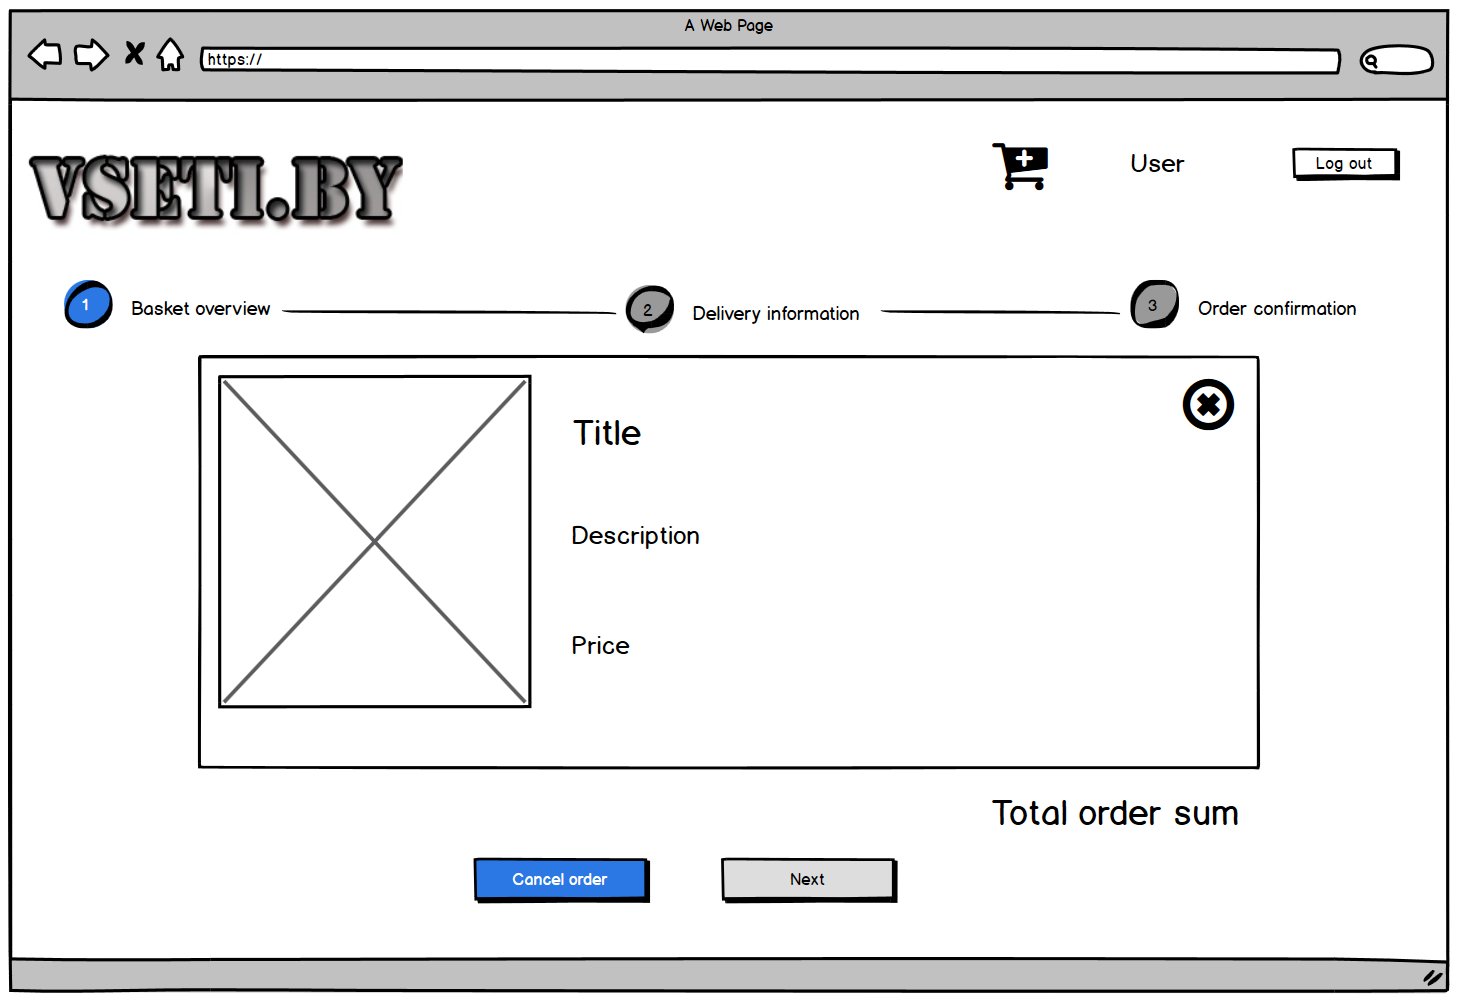 A Web Page
https://
VSETI.BY
User
Log out
1 Basket overview
2 Delivery information
3 Order confirmation
Title
Description
Price
Total order sum
Cancel order
Next